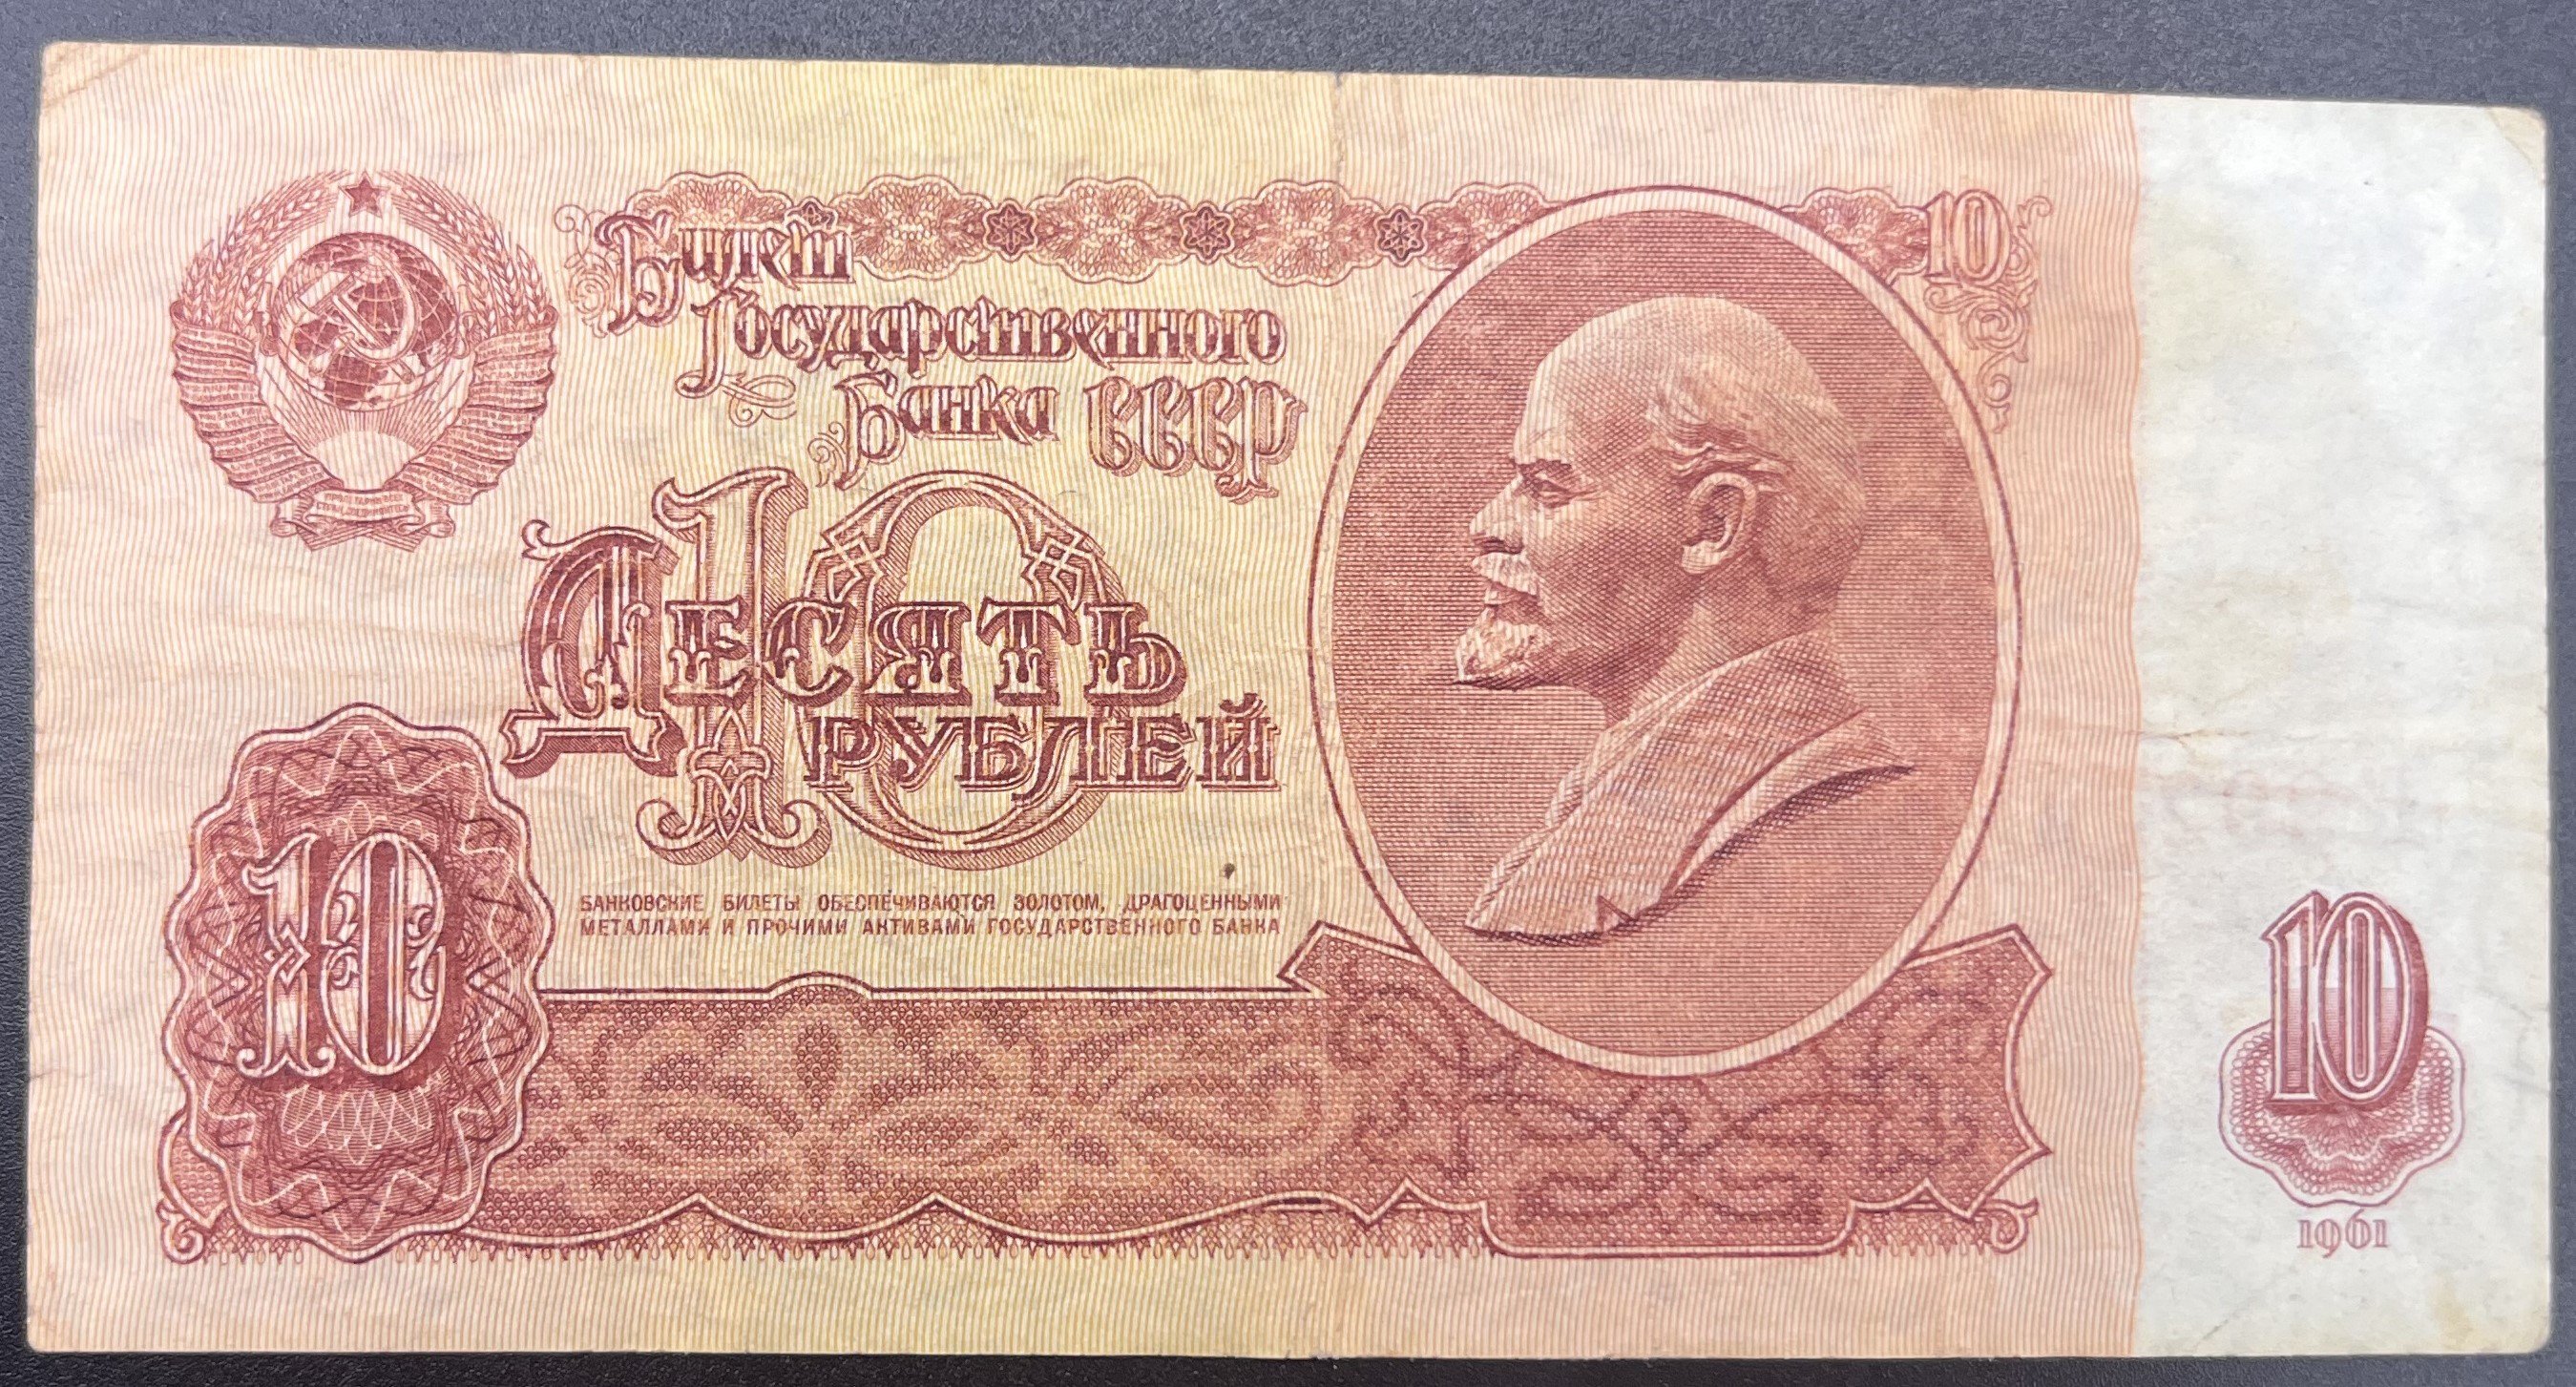 Билет
Государственного
Банка СССР
10
10
Десять
рублей
БАНКОВСКИЕ БИЛЕТЫ ОБЕСПЕЧИВАЮТСЯ ЗОЛОТОМ, ДРАГОЦЕННЫМИ
МЕТАЛЛАМИ И ПРОЧИМИ АКТИВАМИ ГОСУДАРСТВЕННОГО БАНКА
10
10
1961